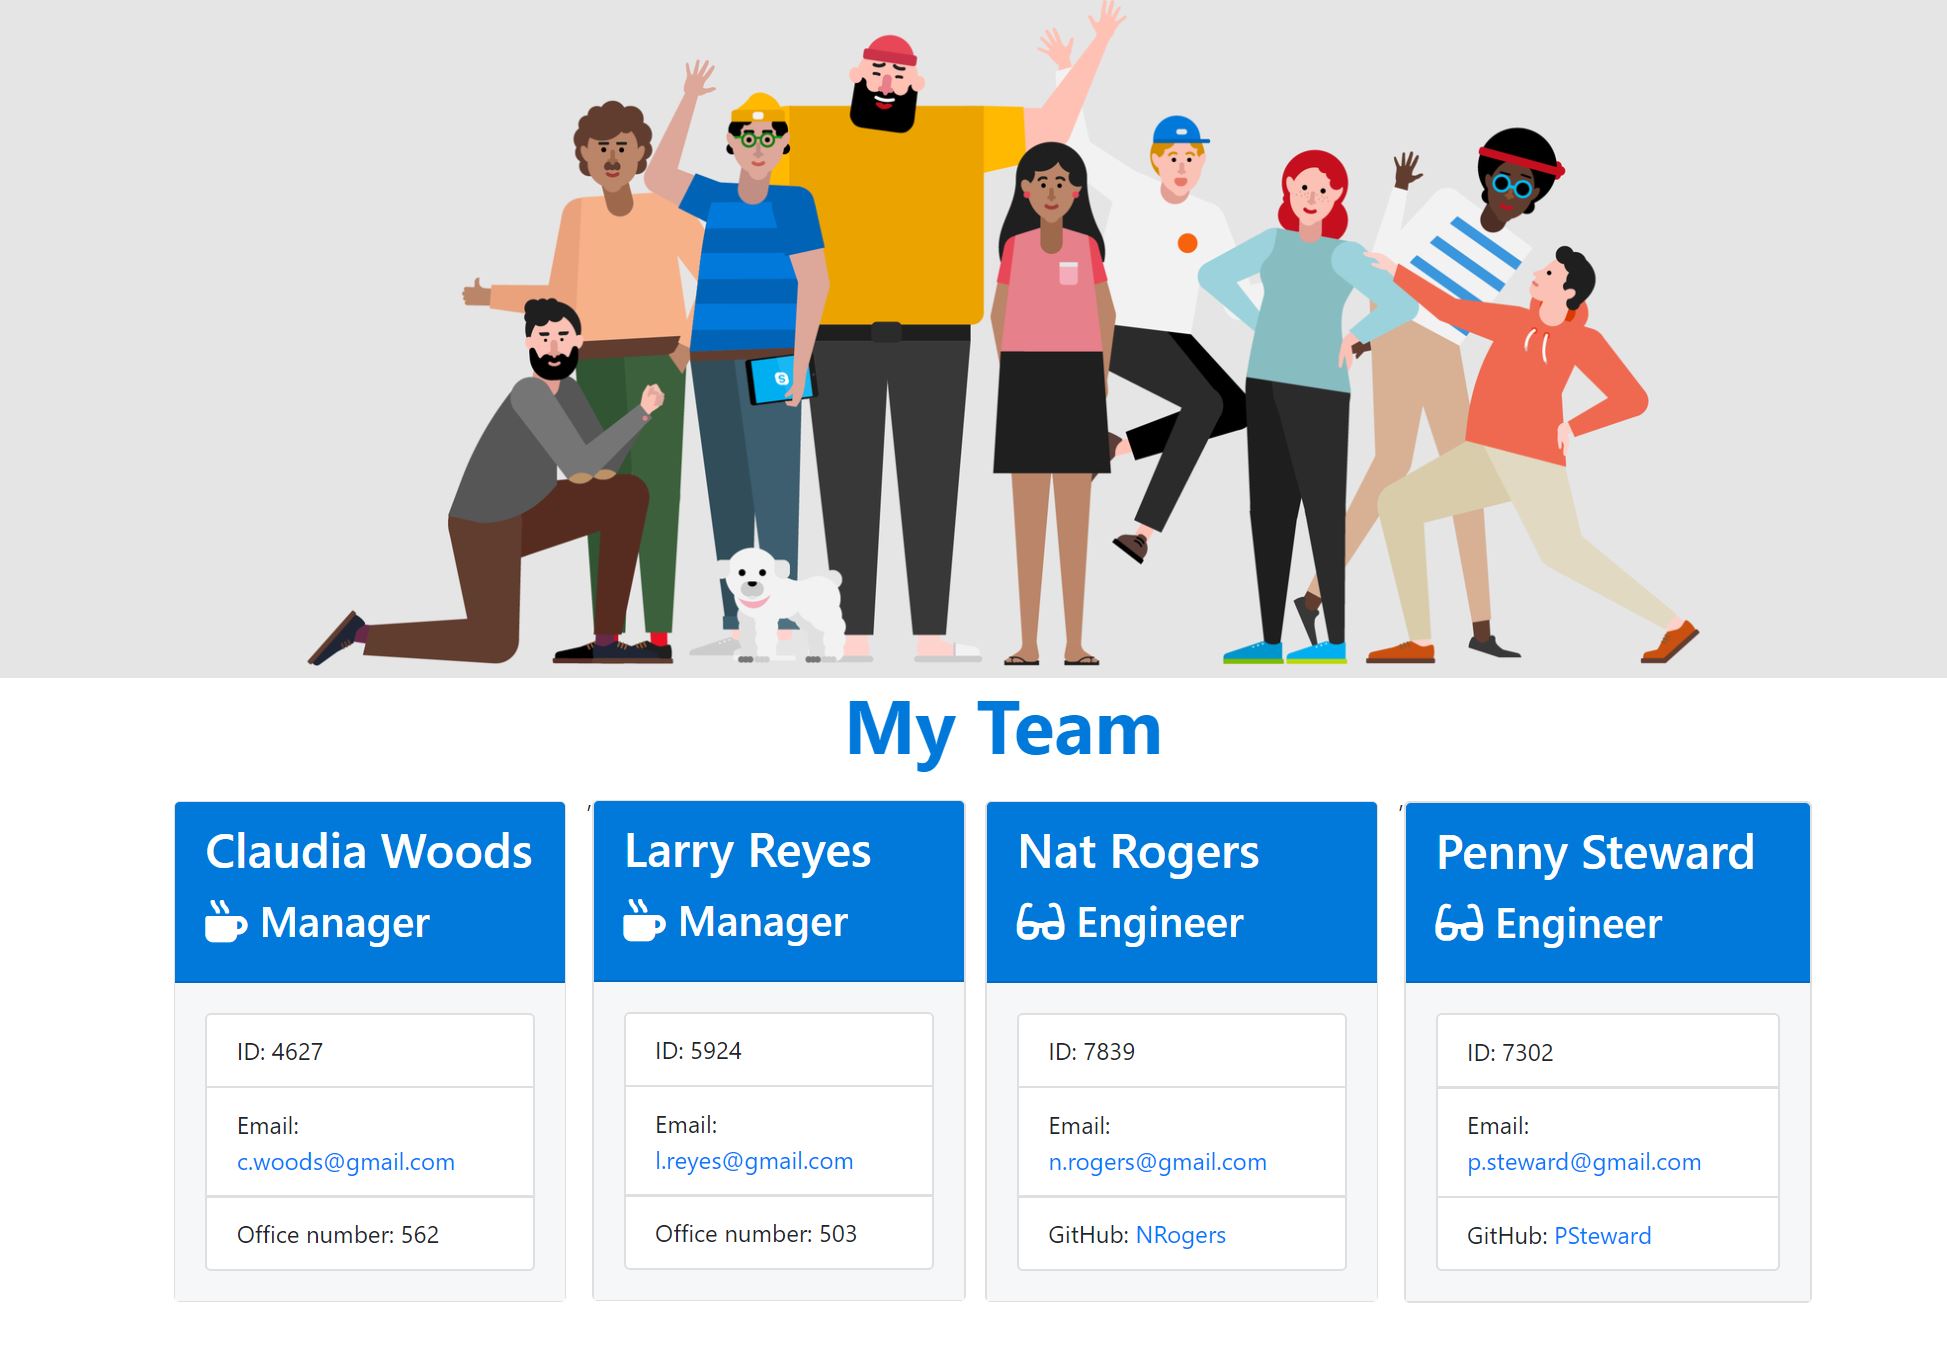 My Team
Claudia Woods
Manager
ID: 4627
Email:
c.woods@gmail.com
Office number: 562
,
Larry Reyes
Manager
ID: 5924
Email:
l.reyes@gmail.com
Office number: 503
Nat Rogers
Engineer
ID: 7839
Email:
n.rogers@gmail.com
GitHub: NRogers
,
Penny Steward
Engineer
ID: 7302
Email:
p.steward@gmail.com
GitHub: PSteward